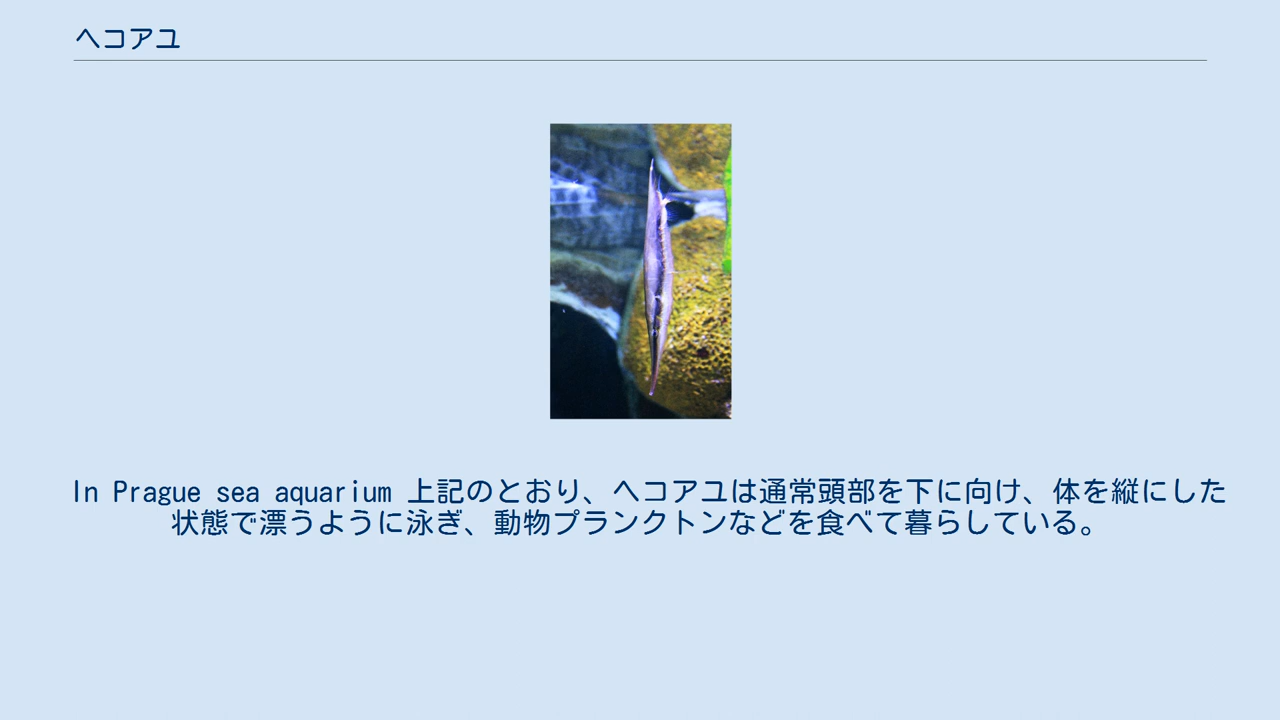 ヘコアユ
In Prague sea aquarium 上記のとおり、ヘコアユは通常頭部を下に向け、体を縦にした
状態で漂うように泳ぎ、動物プランクトンなどを食べて暮らしている。